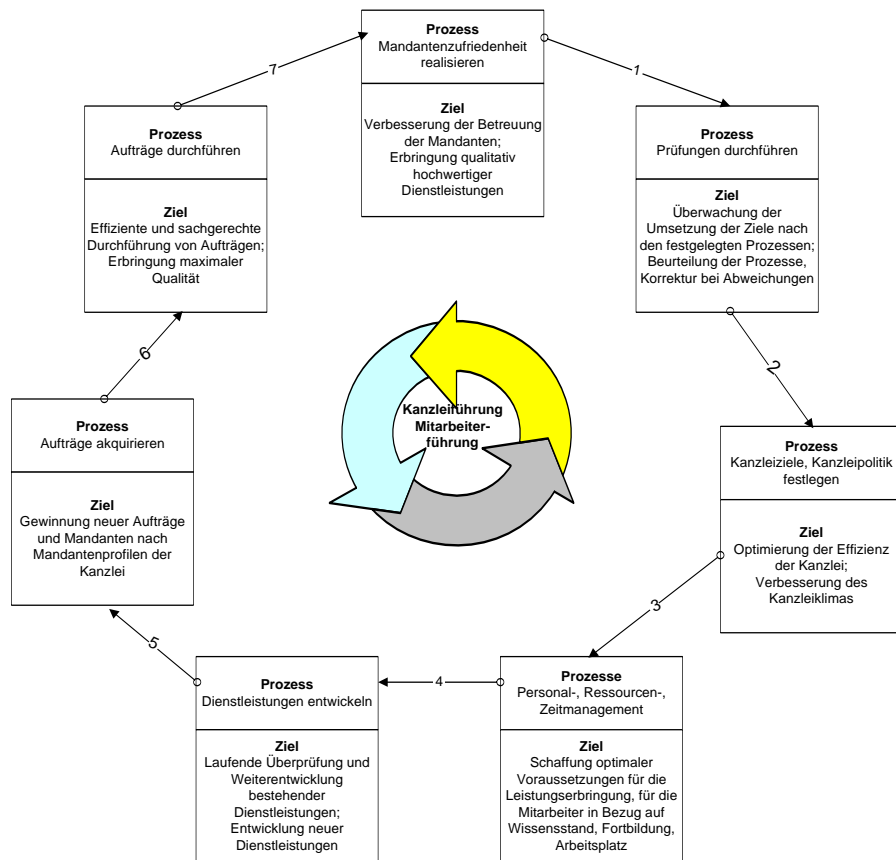 Prozess
Mandantenzufriedenheit
realisieren
Ziel
Verbesserung der Betreuung
der Mandanten;
Erbringung qualitativ
hochwertiger
Dienstleistungen
1
Prozess
Prüfungen durchführen
Ziel
Überwachung der
Umsetzung der Ziele nach
den festgelegten Prozessen;
Beurteilung der Prozesse,
Korrektur bei Abweichungen
2
Prozess
Kanzleiziele, Kanzleipolitik
festlegen
Ziel
Optimierung der Effizienz
der Kanzlei;
Verbesserung des
Kanzleiklimas
3
Prozesse
Personal-, Ressourcen-,
Zeitmanagement
Ziel
Schaffung optimaler
Voraussetzungen für die
Leistungserbringung, für die
Mitarbeiter in Bezug auf
Wissensstand, Fortbildung,
Arbeitsplatz
4
Prozess
Dienstleistungen entwickeln
Ziel
Laufende Überprüfung und
Weiterentwicklung
bestehender
Dienstleistungen;
Entwicklung neuer
Dienstleistungen
5
Prozess
Aufträge akquirieren
Ziel
Gewinnung neuer Aufträge
und Mandanten nach
Mandantenprofilen der
Kanzlei
6
Prozess
Aufträge durchführen
Ziel
Effiziente und sachgerechte
Durchführung von Aufträgen;
Erbringung maximaler
Qualität
7
Kanzleiführung
Mitarbeiter-
führung